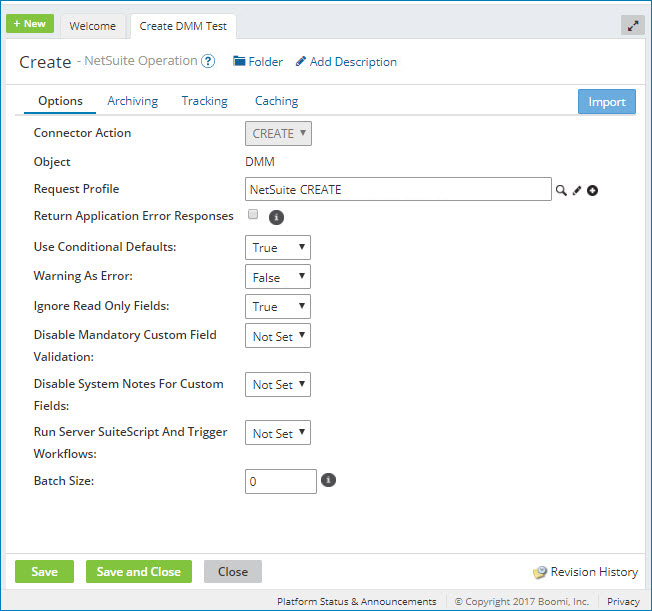 + New Welcome Create DMM Test
Create - NetSuite Operation ? Folder Add Description
Options Archiving Tracking Caching Import
Connector Action CREATE
Object DMM
Request Profile NetSuite CREATE
Return Application Error Responses i
Use Conditional Defaults: True
Warning As Error: False
Ignore Read Only Fields: True
Disable Mandatory Custom Field Not Set
Validation:
Disable System Notes For Custom Not Set
Fields:
Run Server SuiteScript And Trigger Not Set
Workflows:
Batch Size: 0 i
Save Save and Close Close Revision History
Platform Status & Announcements © Copyright 2017 Boomi, Inc. Privacy